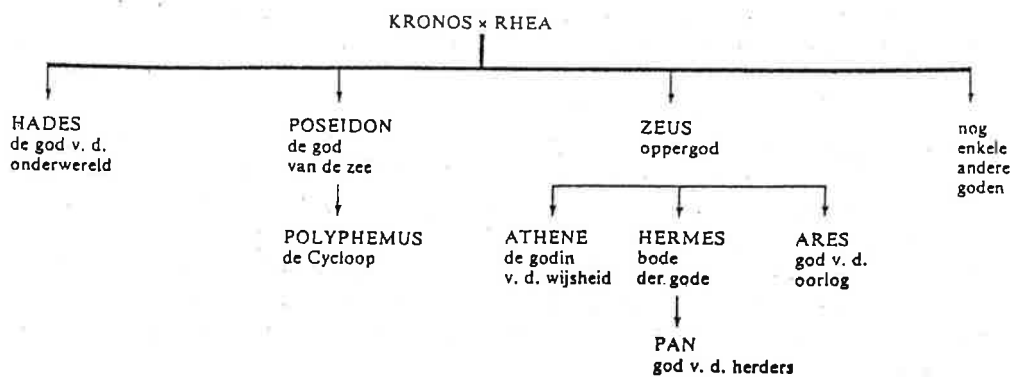 KRONOS × RHEA
HADES
de god v. d.
onderwereld
POSEIDON
de god
van de zee
ZEUS
oppergod
nog
enkele
andere
goden
POLYPHEMUS
de Cycloop
ATHENE
de godin
v. d. wijsheid
HERMES
bode
der. gode
ARES
god v. d.
oorlog
PAN
god v. d. herders